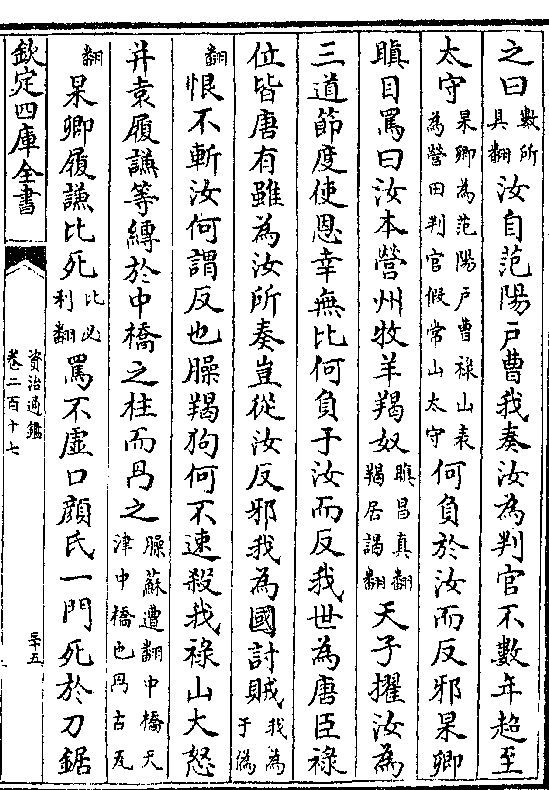 之曰數所具翻汝自范陽戸曹我奏汝為判官不數年超至
太守杲卿為范陽戸曹祿山表為營田判官假常山太守何負於汝而反邪杲卿
瞋目罵曰汝本營州牧羊羯奴瞋昌真翻羯居謁翻天子擢汝為
三道節度使恩幸無比何負于汝而反我世為唐臣祿
位皆唐有雖為汝所奏豈從汝反邪我為國討賊我為于偽
翻恨不斬汝何謂反也臊羯狗何不速殺我祿山大怒
并袁履謙等縛於中橋之柱而冎之臊蘇遭翻中橋天津中橋也冎古瓦
翻杲卿履謙比死比必利翻罵不虛口顔氏一門死於刀鋸
欽定四庫全書
資治通鑑
卷二百十七
三十五